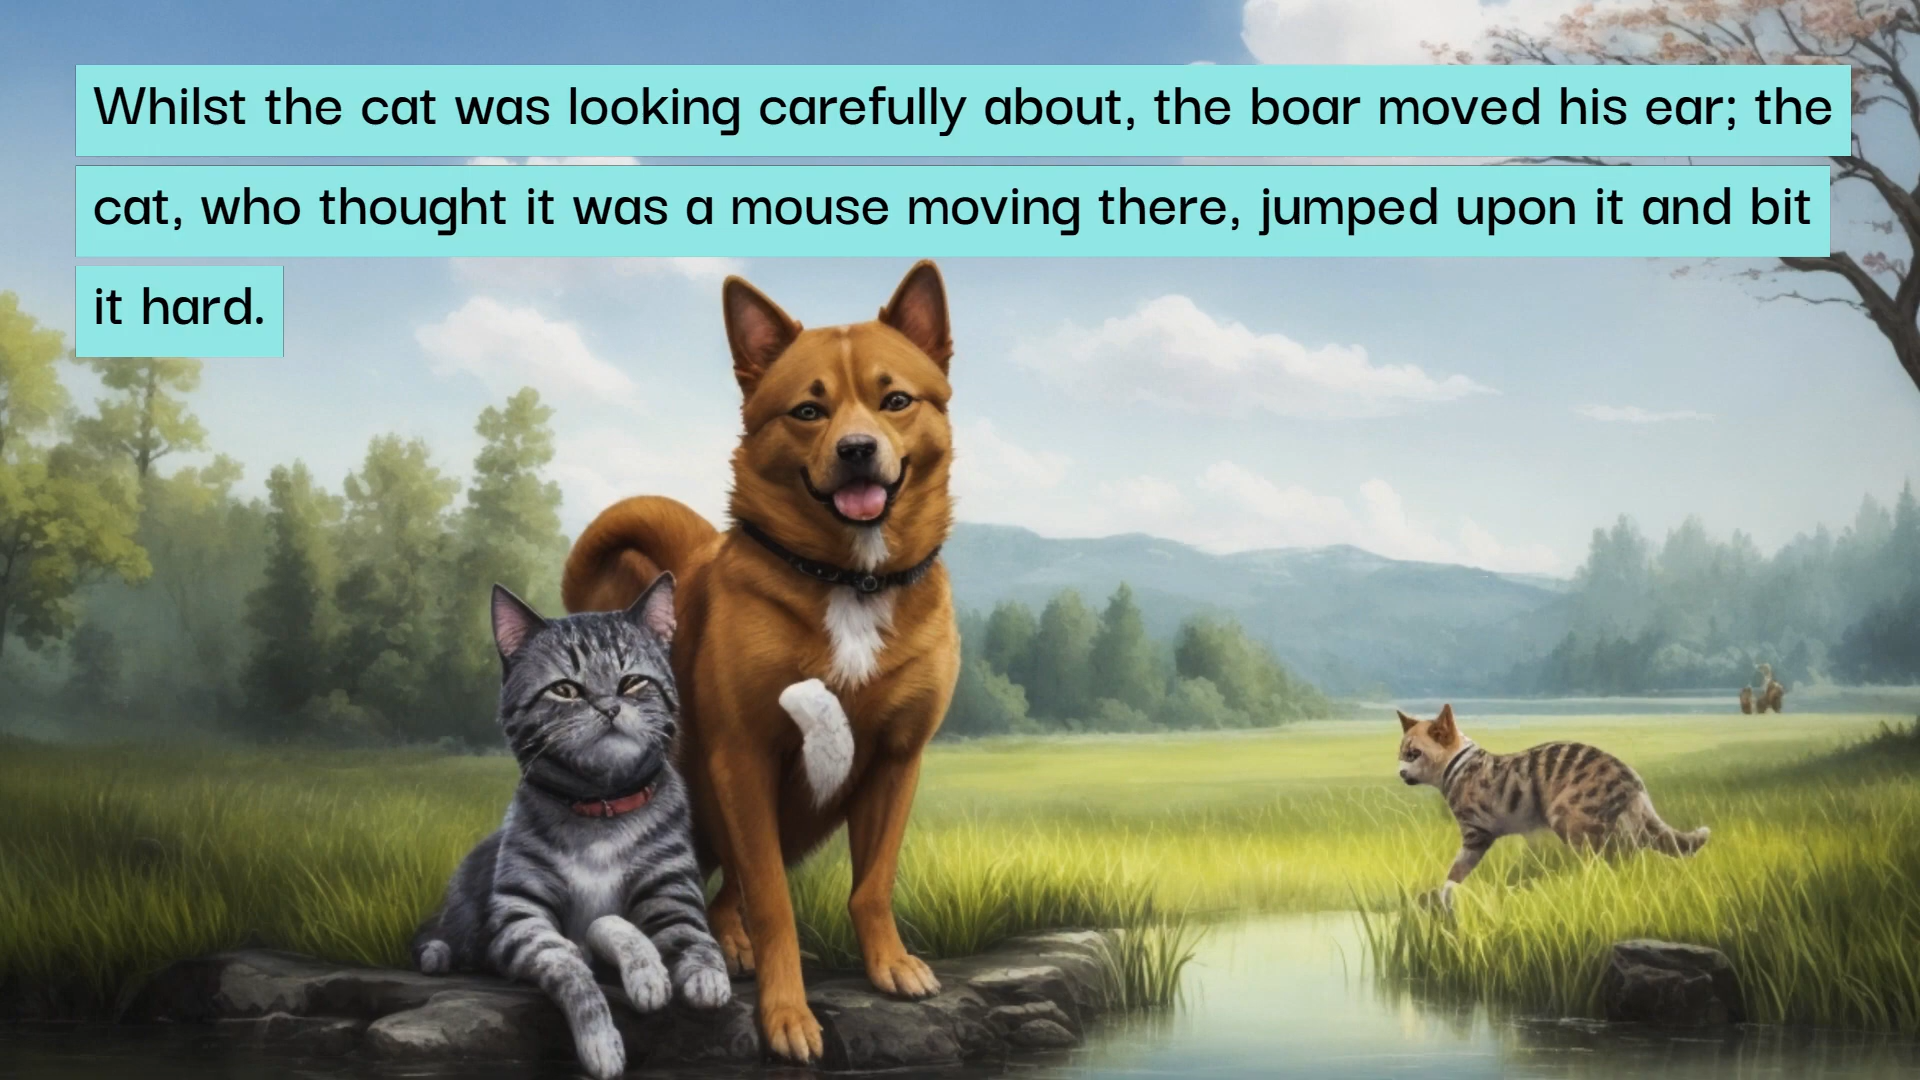 Whilst the cat was looking carefully about, the boar moved his ear; the
cat, who thought it was a mouse moving there, jumped upon it and bit
it hard.